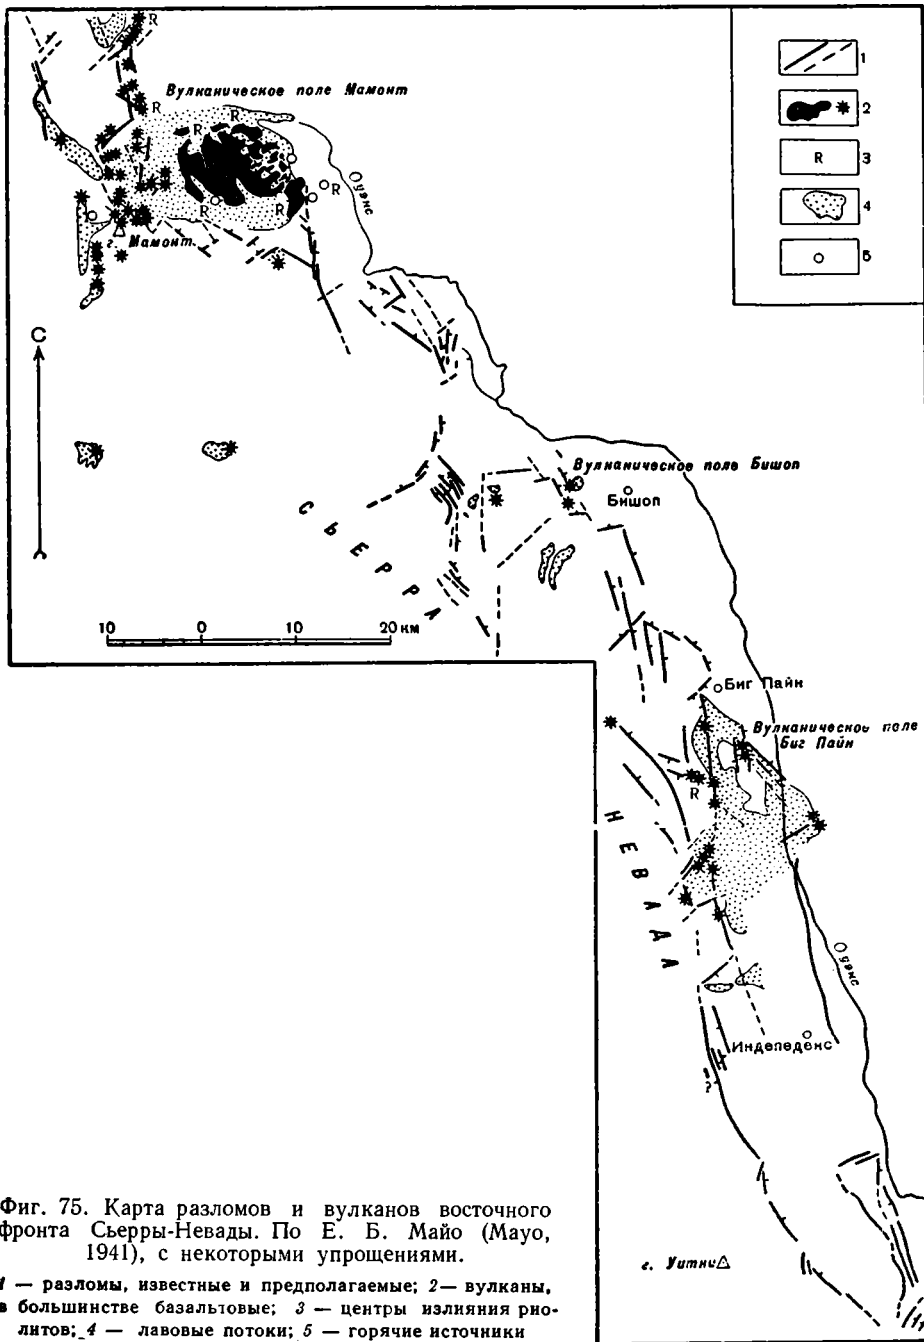 Вулканическое поле Мамонт
R
R
R
R
R
R
Оуэнс
г. Мамонт
1
2
R 3
4
5
С
Вулканическое поле Бишоп
Бишоп
СЬЕРРА
10 0 10 20 км
Биг Пайн
Вулканическое поле
Биг Пайн
R
НЕВАДА
Оуэнс
Индепеденс
?
г. Уитни
Фиг. 75. Карта разломов и вулканов восточного
фронта Сьерры-Невады. По Е. Б. Майо (Mayo,
1941), с некоторыми упрощениями.
1 — разломы, известные и предполагаемые; 2 — вулканы,
в большинстве базальтовые; 3 — центры излияния рио-
литов; 4 — лавовые потоки; 5 — горячие источники